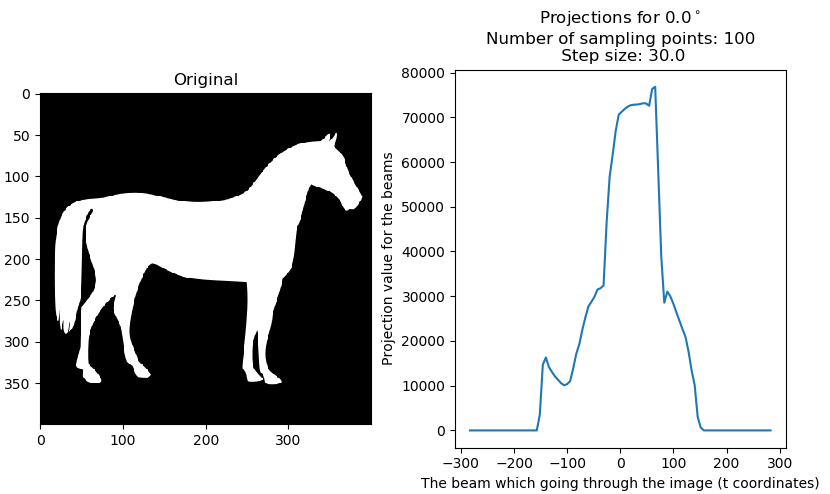 Original
0
50
100
150
200
250
300
350
0 100 200 300
Projections for 0.0°
Number of sampling points: 100
Step size: 30.0
Projection value for the beams
80000
70000
60000
50000
40000
30000
20000
10000
0
−300 −200 −100 0 100 200 300
The beam which going through the image (t coordinates)